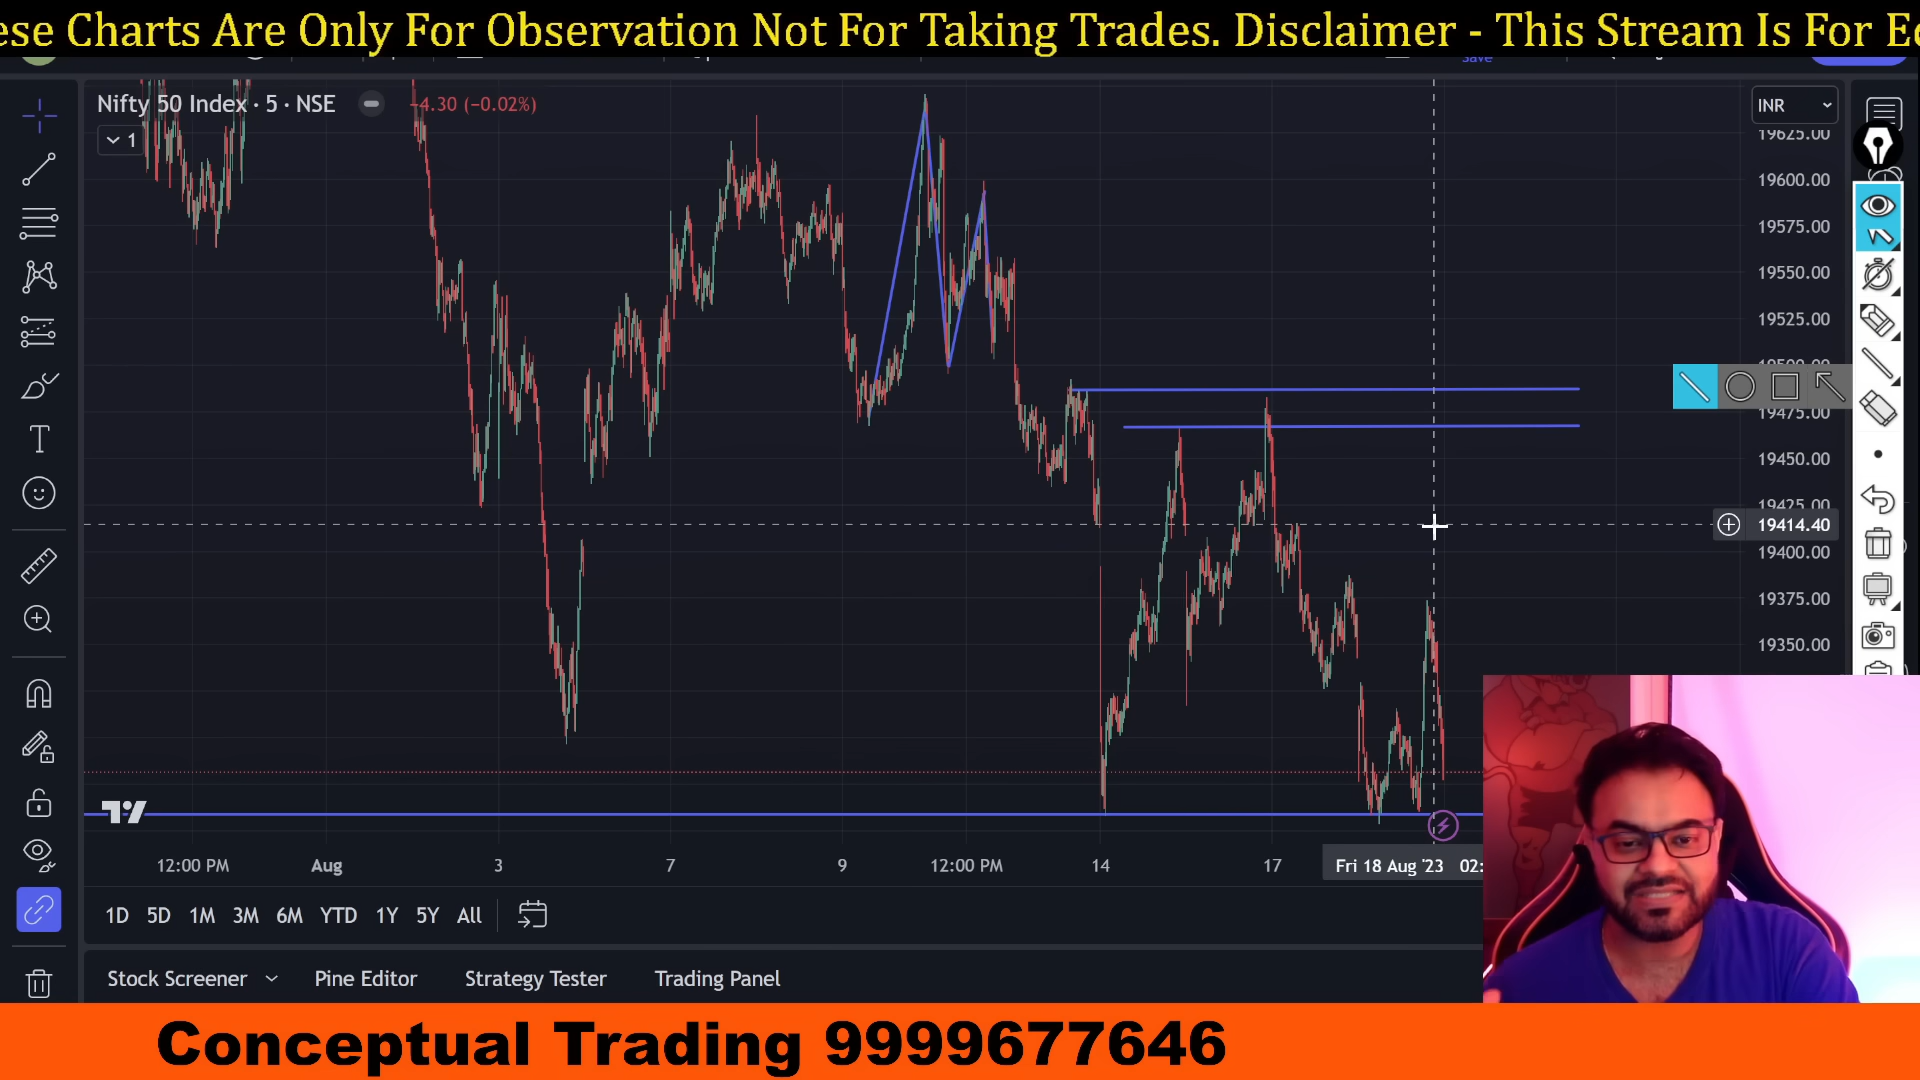 ese Charts Are Only For Observation Not For Taking Trades. Disclaimer - This Stream Is For E
Save
Nifty 50 Index · 5 · NSE
−4.30 (−0.02%)
INR
1
19625.00
19600.00
19575.00
19550.00
19525.00
19500.00
19475.00
19450.00
19425.00
19414.40
19400.00
19375.00
19350.00
12:00 PM
Aug
3
7
9
12:00 PM
14
17
Fri 18 Aug '23 02:
1D 5D 1M 3M 6M YTD 1Y 5Y All
Stock Screener
Pine Editor
Strategy Tester
Trading Panel
Conceptual Trading 9999677646